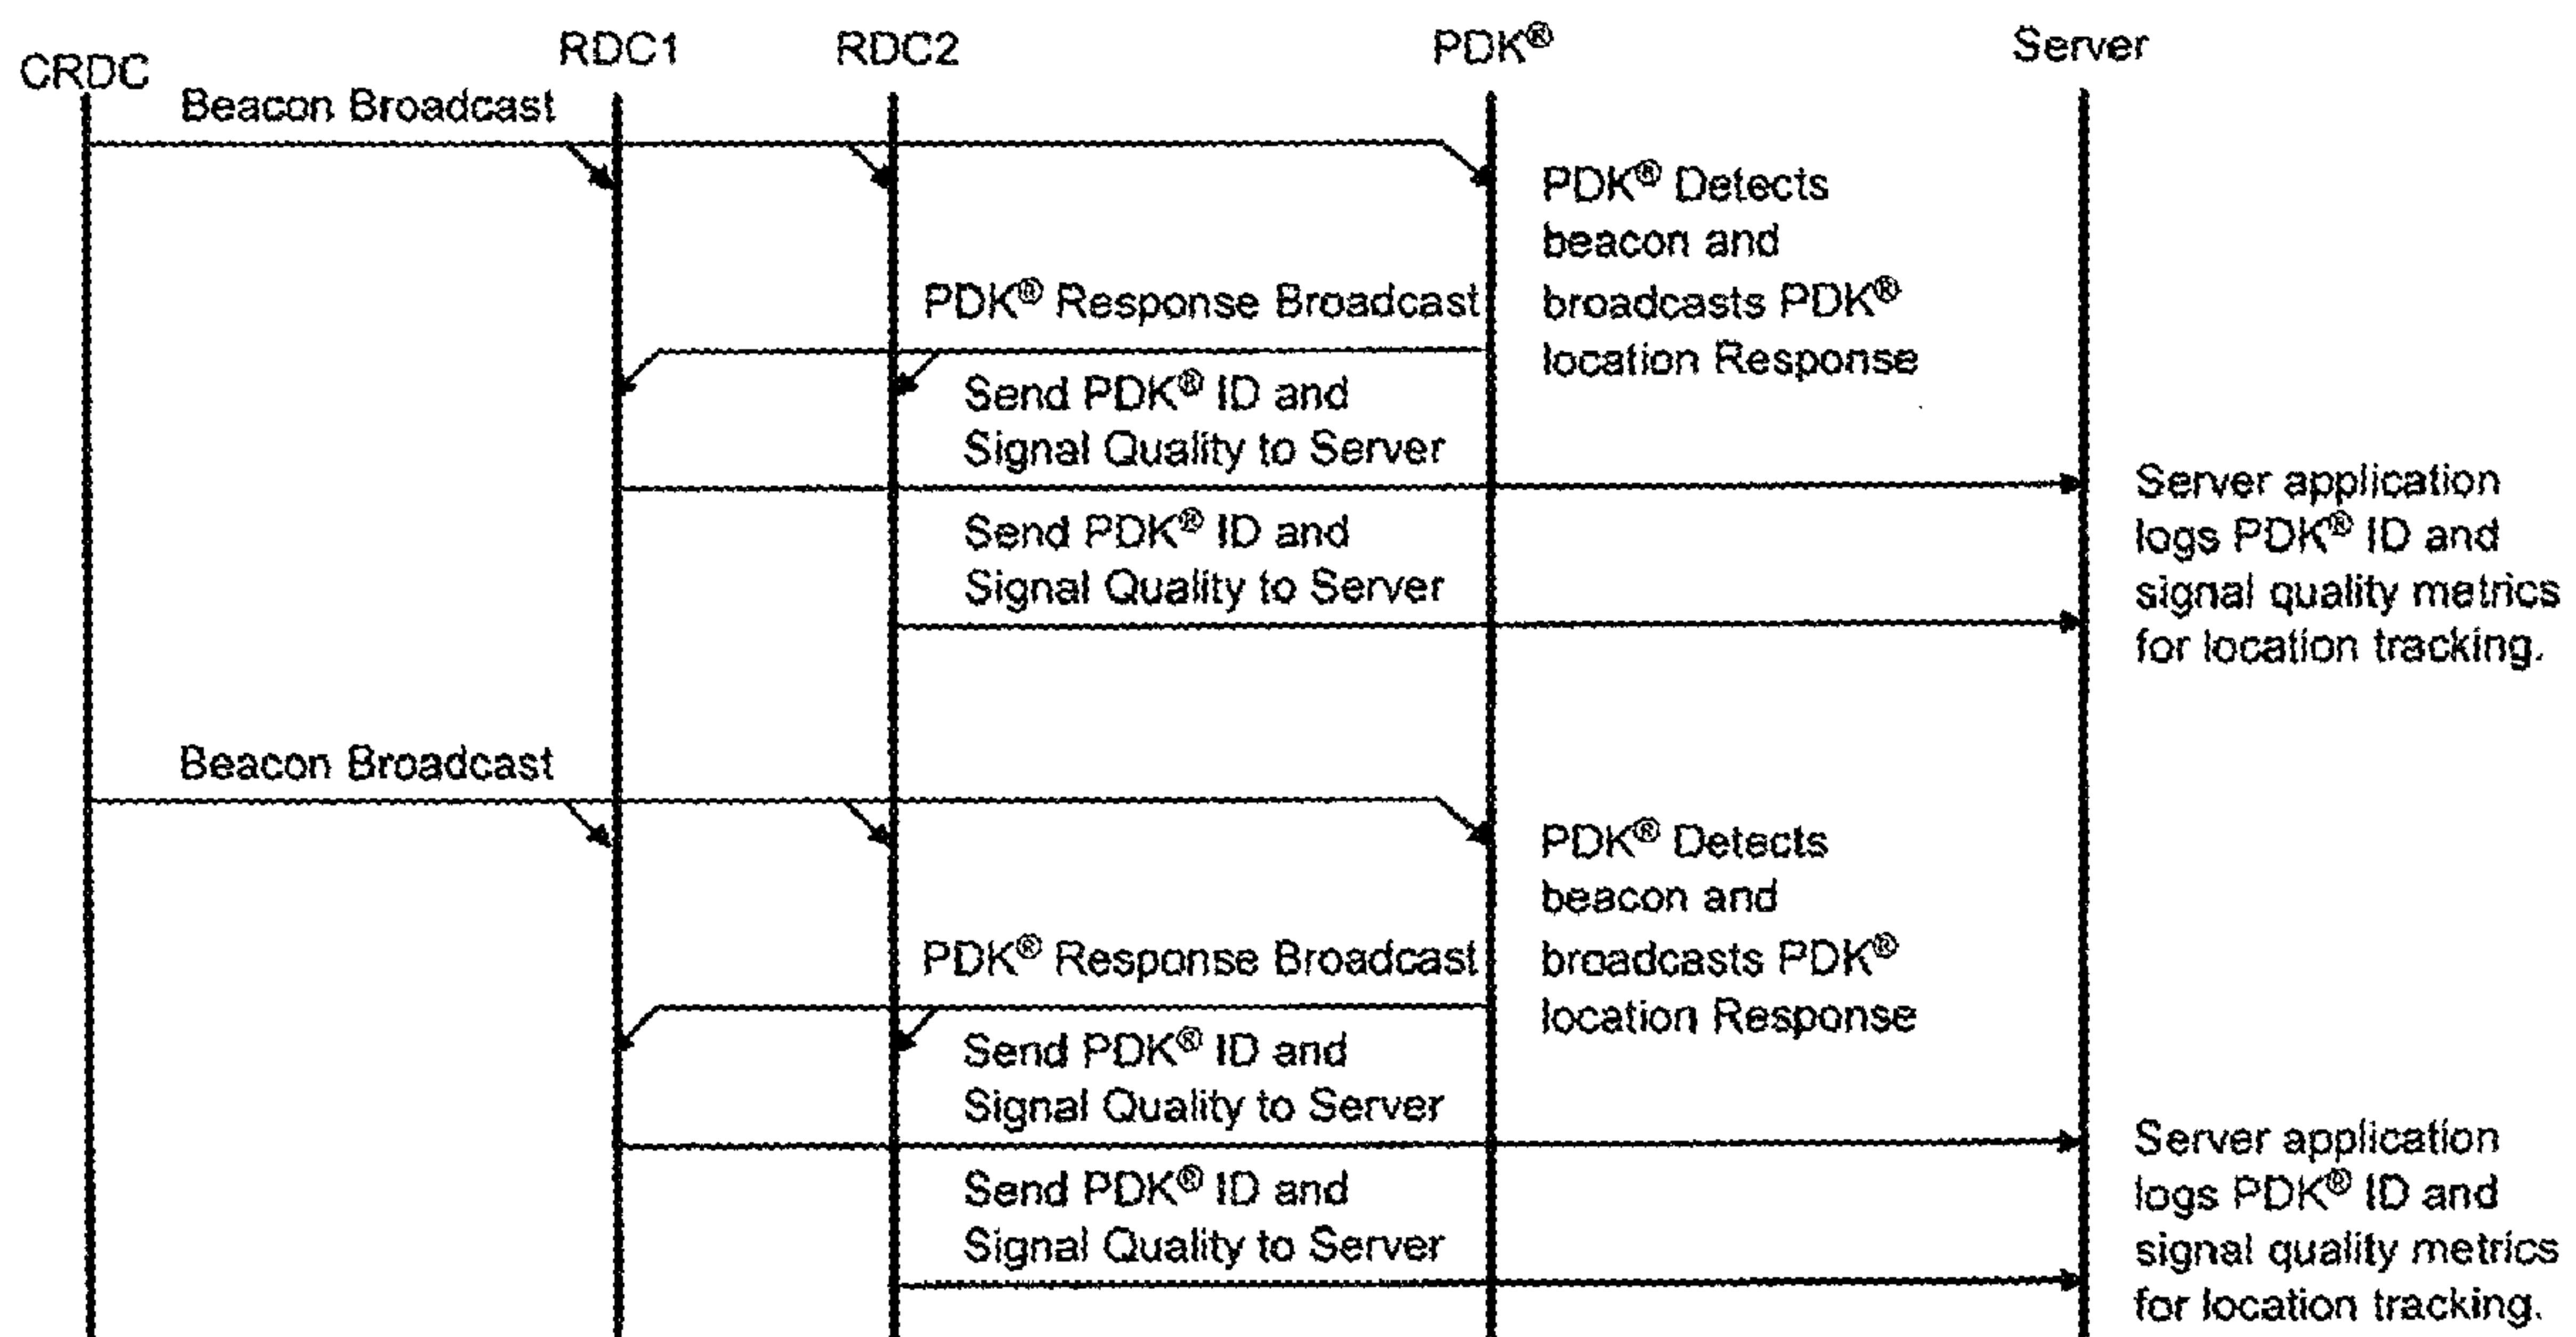 CRDC
RDC1
RDC2
PDK®
Server
Beacon Broadcast
PDK® Detects
beacon and
broadcasts PDK®
location Response
PDK® Response Broadcast
Send PDK® ID and
Signal Quality to Server
Send PDK® ID and
Signal Quality to Server
Server application
logs PDK® ID and
signal quality metrics
for location tracking.
Beacon Broadcast
PDK® Detects
beacon and
broadcasts PDK®
location Response
PDK® Response Broadcast
Send PDK® ID and
Signal Quality to Server
Send PDK® ID and
Signal Quality to Server
Server application
logs PDK® ID and
signal quality metrics
for location tracking.